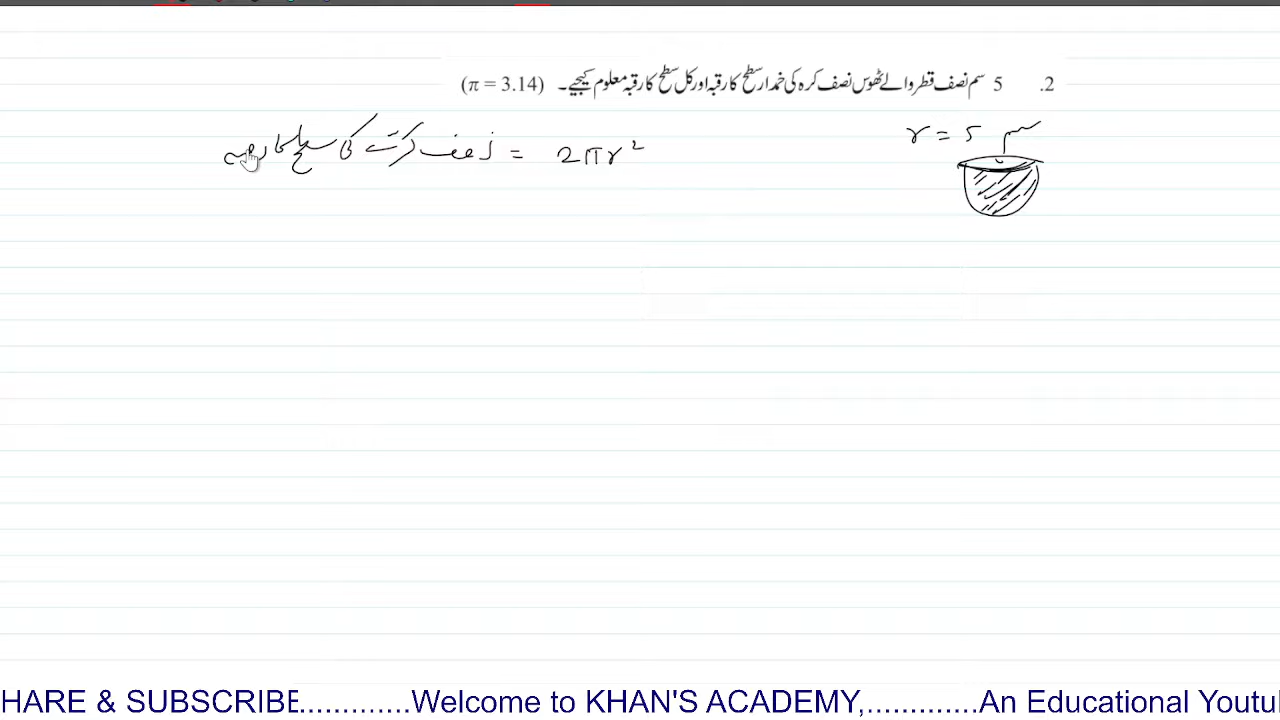 2. 5 سم نصف قطر والے ٹھوس نصف کرہ کی خمدار سطح کا رقبہ اور کل سطح کا رقبہ معلوم کیجیے۔ (π = 3.14)
r = 5 سم
نصف کرے کی سطح کا رقبہ = 2πr²
HARE & SUBSCRIBE.............Welcome to KHAN'S ACADEMY,.............An Educational Youtu